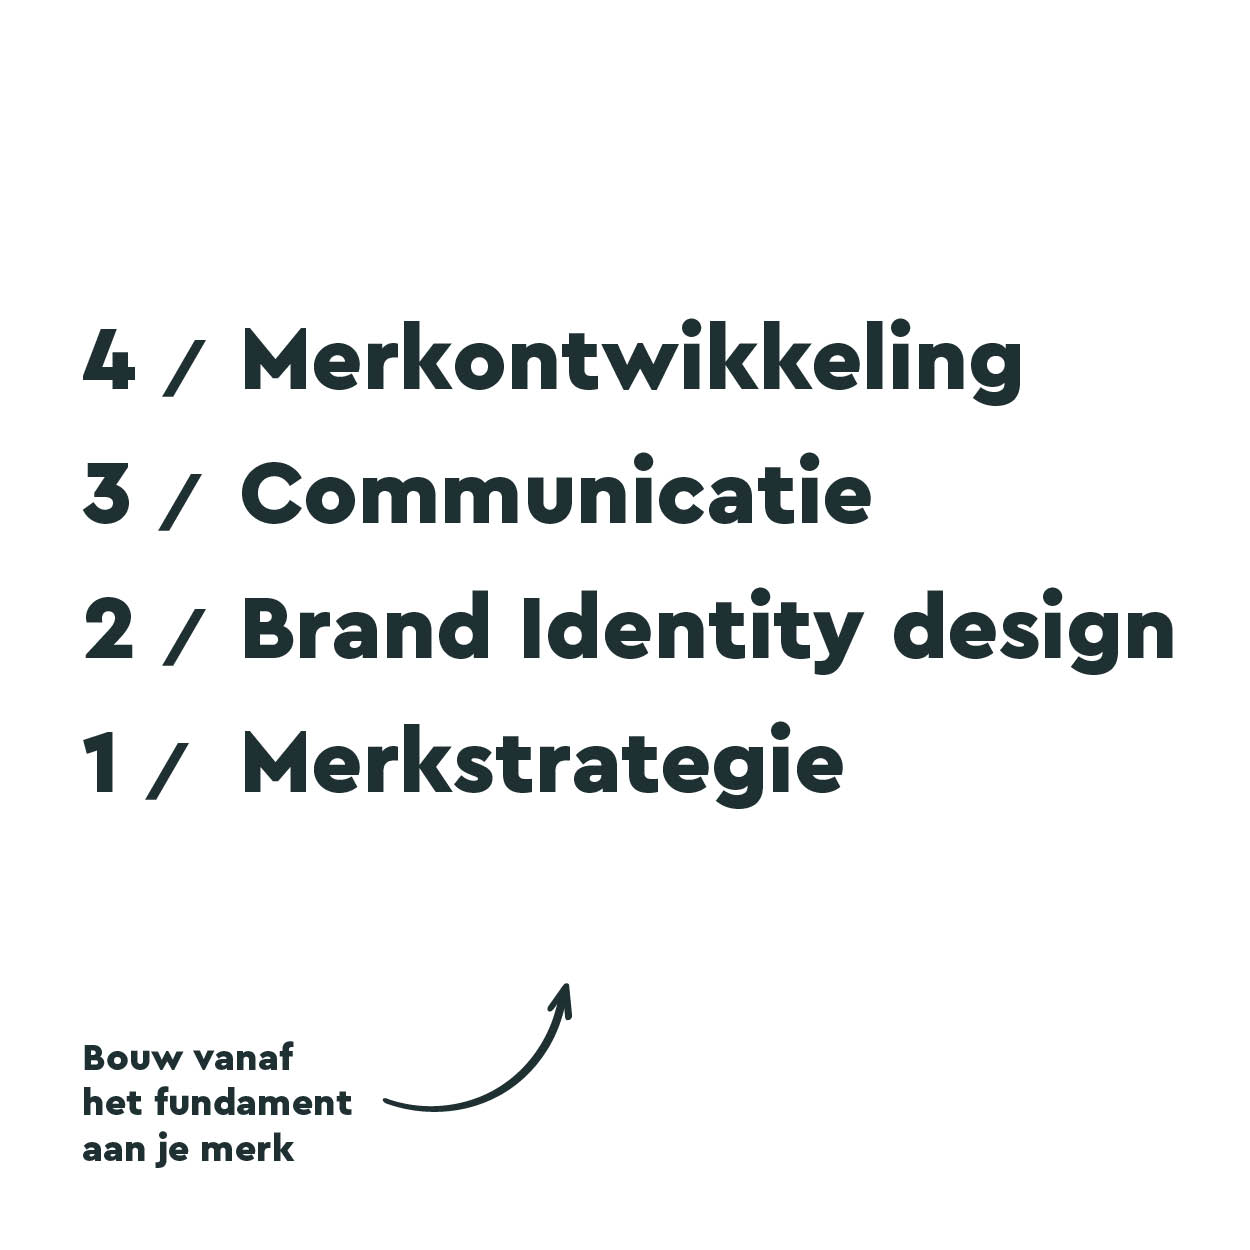 4 / Merkontwikkeling
3 / Communicatie
2 / Brand Identity design
1 / Merkstrategie
Bouw vanaf
het fundament
aan je merk